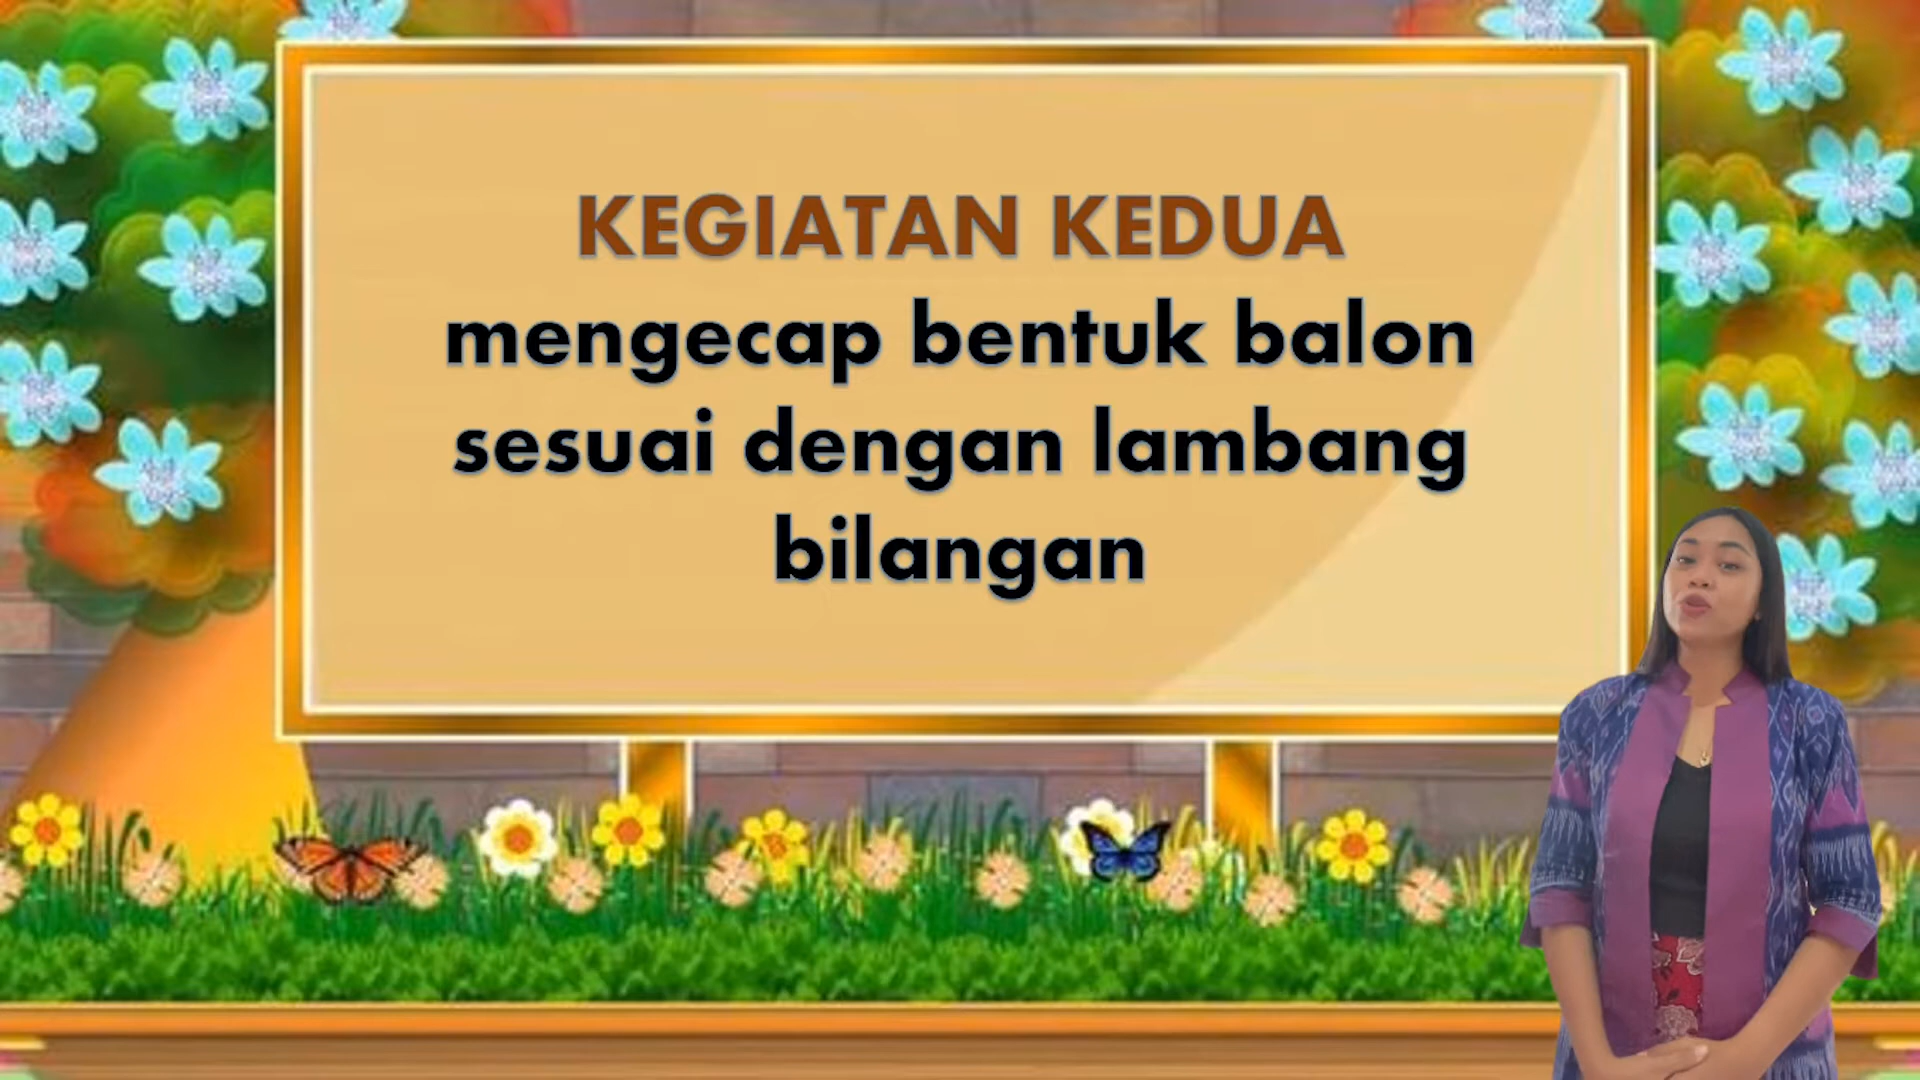 KEGIATAN KEDUA
mengecap bentuk balon
sesuai dengan lambang
bilangan